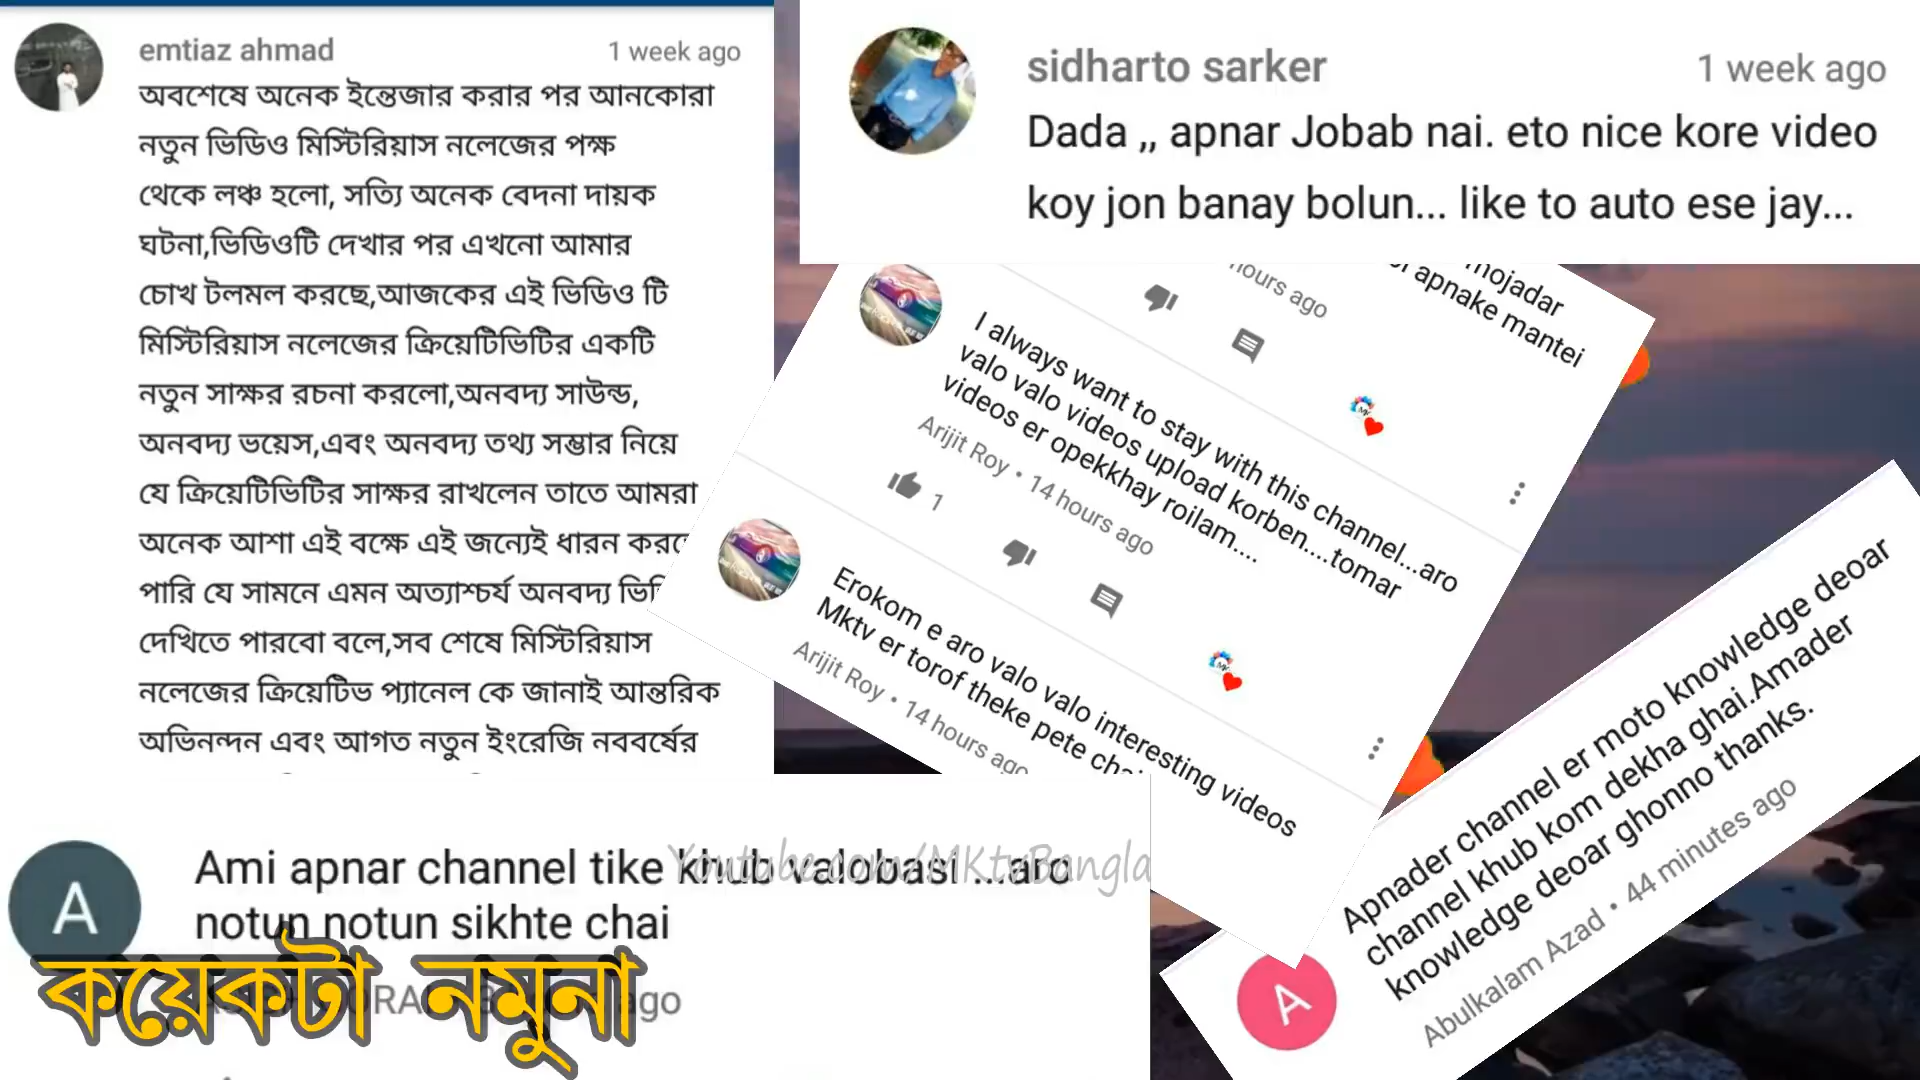 emtiaz ahmad
1 week ago
অবশেষে অনেক ইন্তেজার করার পর আনকোরা
নতুন ভিডিও মিস্টিরিয়াস নলেজের পক্ষ
থেকে লঞ্চ হলো, সত্যি অনেক বেদনা দায়ক
ঘটনা,ভিডিওটি দেখার পর এখনো আমার
চোখ টলমল করছে,আজকের এই ভিডিও টি
মিস্টিরিয়াস নলেজের ক্রিয়েটিভিটির একটি
নতুন সাক্ষর রচনা করলো,অনবদ্য সাউন্ড,
অনবদ্য ভয়েস,এবং অনবদ্য তথ্য সম্ভার নিয়ে
যে ক্রিয়েটিভিটির সাক্ষর রাখলেন তাতে আমরা
অনেক আশা এই বক্ষে এই জন্যেই ধারন
পারি যে সামনে এমন অত্যাশ্চর্য অনবদ্য
দেখিতে পারবো বলে,সব শেষে মিস্টিরিয়াস
নলেজের ক্রিয়েটিভ প্যানেল কে জানাই আন্তরিক
অভিনন্দন এবং আগত নতুন ইংরেজি নববর্ষের
sidharto sarker
1 week ago
Dada ,, apnar Jobab nai. eto nice kore video
koy jon banay bolun... like to auto ese jay...
mojadar
apnake mantei
hours ago
I always want to stay with this channel...aro
valo valo videos upload korben...tomar
videos er opekkhay roilam....
Arijit Roy • 14 hours ago
1
Erokom e aro valo valo interesting videos
Mktv er torof theke pete
Arijit Roy • 14 hours ago
Apnader channel er moto knowledge deoar
channel khub kom dekha ghai.Amader
knowledge deoar ghonno thanks.
Abulkalam Azad • 44 minutes ago
A
A
Ami apnar channel tike khub valobasi ...aro
notun notun sikhte chai
ago
Youtube.com/MKtvBangla
কয়েকটা নমুনা